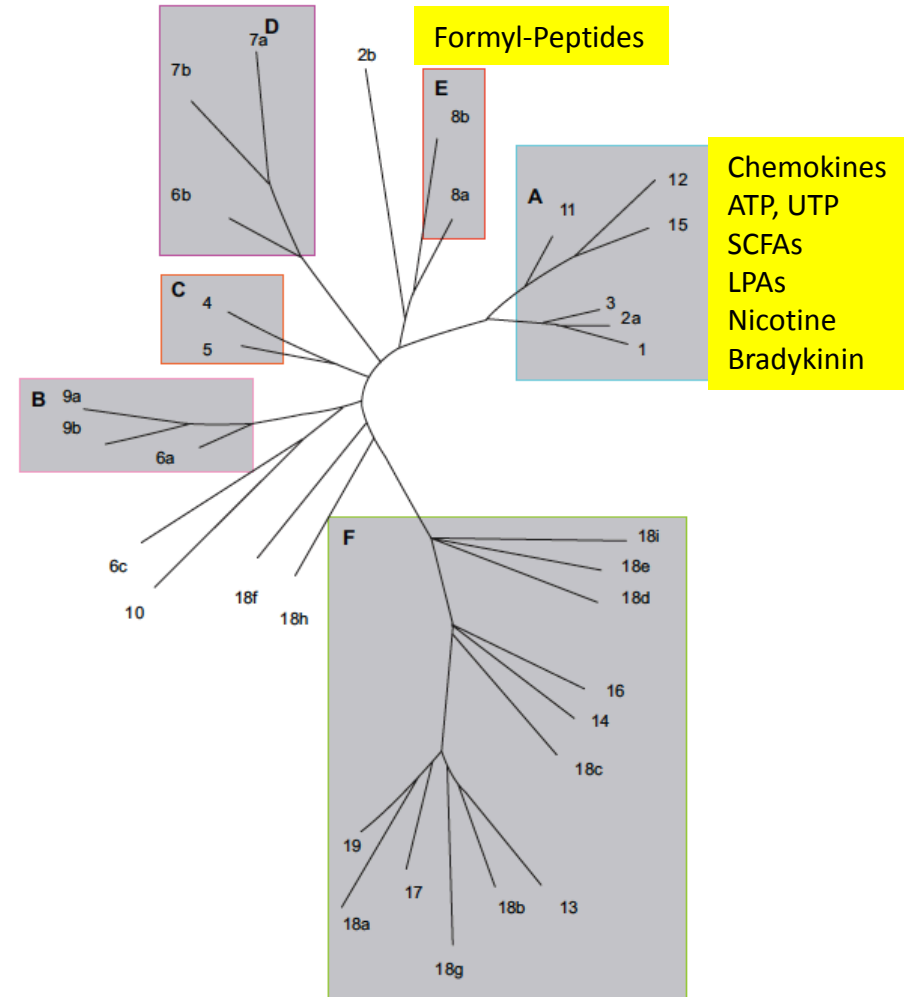 Formyl-Peptides
D
7a
7b
6b
2b
E
8b
8a
A
12
11
15
3
2a
1
Chemokines
ATP, UTP
SCFAs
LPAs
Nicotine
Bradykinin
C
4
5
B
9a
9b
6a
6c
10
18f
18h
F
18i
18e
18d
16
14
18c
19
17
18a
18b
13
18g